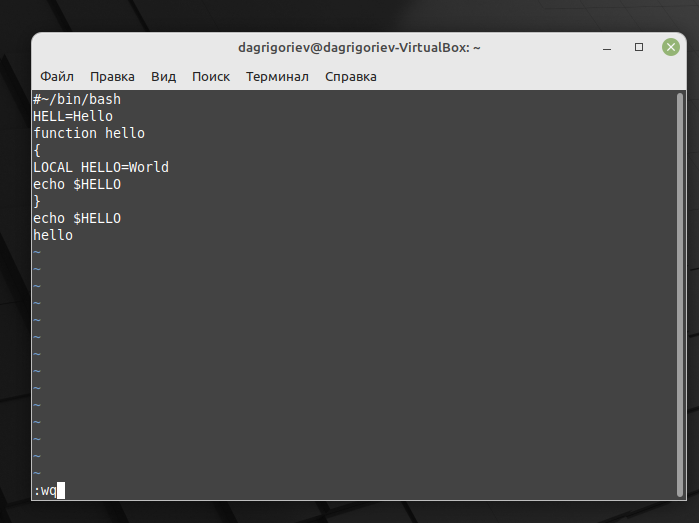 dagrigoriev@dagrigoriev-VirtualBox: ~
Файл Правка Вид Поиск Терминал Справка
#~/bin/bash
HELL=Hello
function hello
{
LOCAL HELLO=World
echo $HELLO
}
echo $HELLO
hello
~
~
~
~
~
~
~
~
~
~
~
~
~
~
:wq